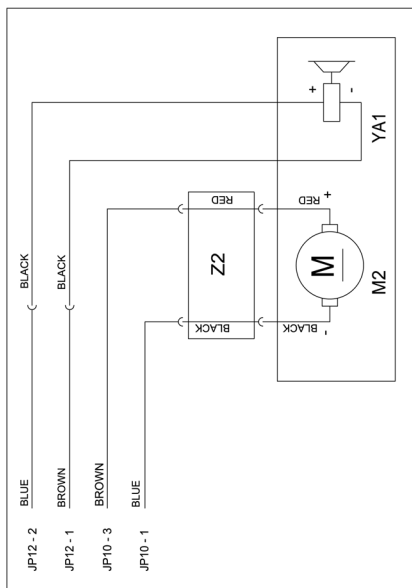 +
-
YA1
RED
RED
+
BLACK
BLACK
Z2
M
M2
BLACK
BLACK
-
BLUE
BROWN
BROWN
BLUE
JP12 - 2
JP12 - 1
JP10 - 3
JP10 - 1